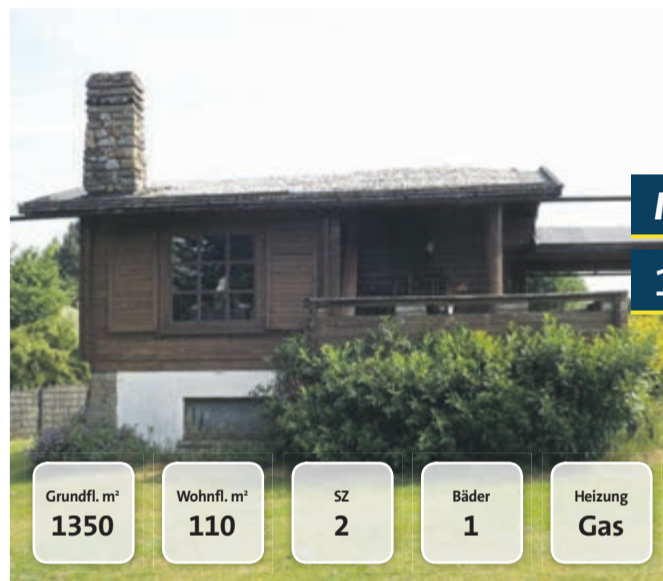 Grundfl. m²
1350
Wohnfl. m²
110
SZ
2
Bäder
1
Heizung
Gas